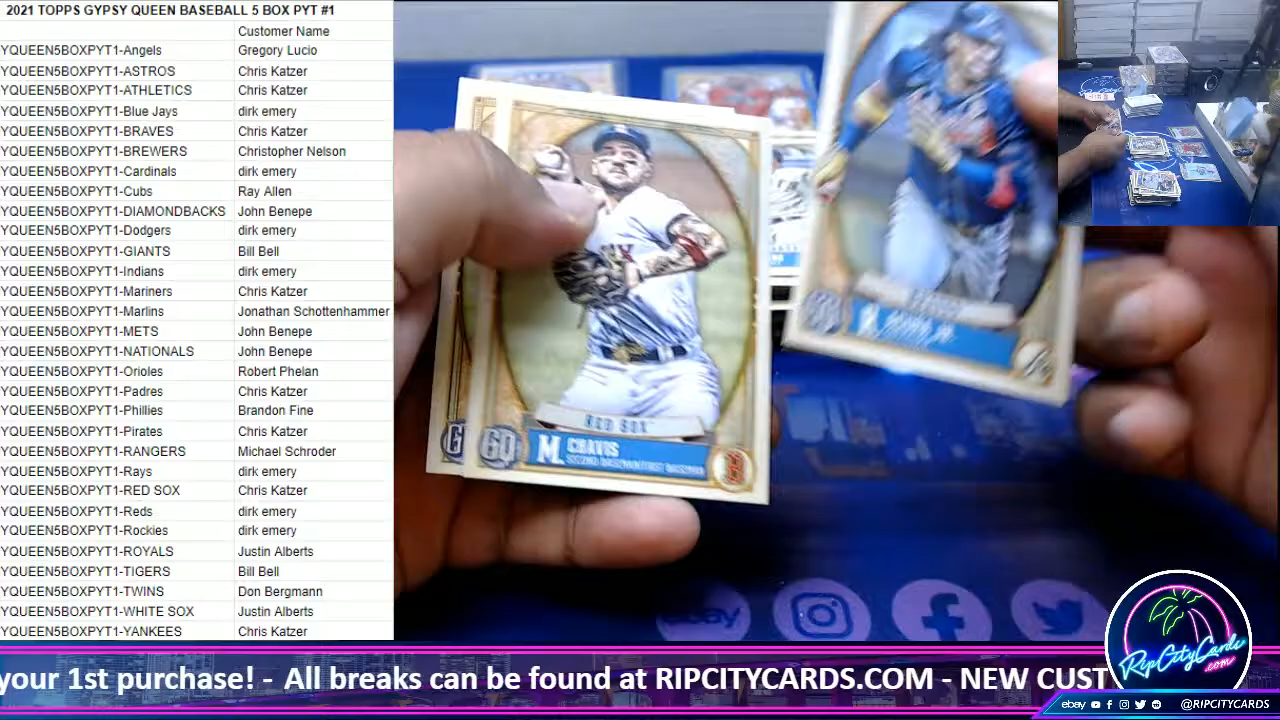 2021 TOPPS GYPSY QUEEN BASEBALL 5 BOX PYT #1
Customer Name
YQUEEN5BOXPYT1-Angels Gregory Lucio
YQUEEN5BOXPYT1-ASTROS Chris Katzer
YQUEEN5BOXPYT1-ATHLETICS Chris Katzer
YQUEEN5BOXPYT1-Blue Jays dirk emery
YQUEEN5BOXPYT1-BRAVES Chris Katzer
YQUEEN5BOXPYT1-BREWERS Christopher Nelson
YQUEEN5BOXPYT1-Cardinals dirk emery
YQUEEN5BOXPYT1-Cubs Ray Allen
YQUEEN5BOXPYT1-DIAMONDBACKS John Benepe
YQUEEN5BOXPYT1-Dodgers dirk emery
YQUEEN5BOXPYT1-GIANTS Bill Bell
YQUEEN5BOXPYT1-Indians dirk emery
YQUEEN5BOXPYT1-Mariners Chris Katzer
YQUEEN5BOXPYT1-Marlins Jonathan Schottenhammer
YQUEEN5BOXPYT1-METS John Benepe
YQUEEN5BOXPYT1-NATIONALS John Benepe
YQUEEN5BOXPYT1-Orioles Robert Phelan
YQUEEN5BOXPYT1-Padres Chris Katzer
YQUEEN5BOXPYT1-Phillies Brandon Fine
YQUEEN5BOXPYT1-Pirates Chris Katzer
YQUEEN5BOXPYT1-RANGERS Michael Schroder
YQUEEN5BOXPYT1-Rays dirk emery
YQUEEN5BOXPYT1-RED SOX Chris Katzer
YQUEEN5BOXPYT1-Reds dirk emery
YQUEEN5BOXPYT1-Rockies dirk emery
YQUEEN5BOXPYT1-ROYALS Justin Alberts
YQUEEN5BOXPYT1-TIGERS Bill Bell
YQUEEN5BOXPYT1-TWINS Don Bergmann
YQUEEN5BOXPYT1-WHITE SOX Justin Alberts
YQUEEN5BOXPYT1-YANKEES Chris Katzer
RED SOX
GQ M. CHAVIS
SECOND BASEMAN/FIRST BASEMAN
ebay
your 1st purchase! - All breaks can be found at RIPCITYCARDS.COM - NEW CUST
RipCityCards
.com
ebay @RIPCITYCARDS